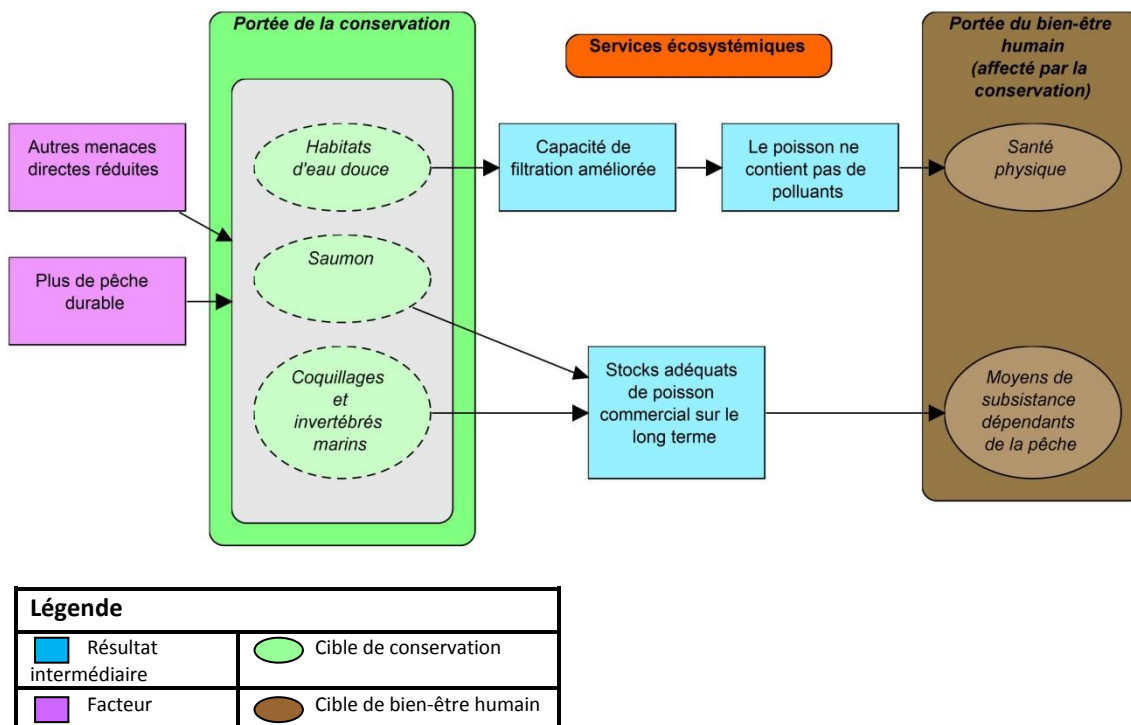 Portée de la conservation
Services écosystémiques
Portée du bien-être
humain
(affecté par la
conservation)
Autres menaces
directes réduites
Habitats
d'eau douce
Capacité de
filtration améliorée
Le poisson ne
contient pas de
polluants
Santé
physique
Plus de pêche
durable
Saumon
Coquillages
et
invertébrés
marins
Stocks adéquats
de poisson
commercial sur le
long terme
Moyens de
subsistance
dépendants
de la pêche
Légende
Résultat
intermédiaire
Cible de conservation
Facteur
Cible de bien-être humain